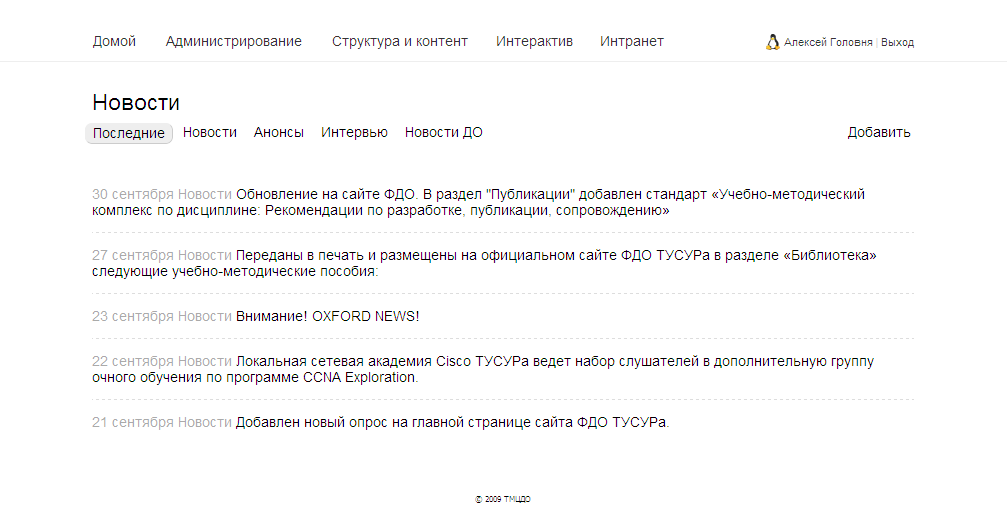 Домой Администрирование Структура и контент Интерактив Интранет Алексей Головня | Выход
Новости
Последние Новости Анонсы Интервью Новости ДО Добавить
30 сентября Новости Обновление на сайте ФДО. В раздел "Публикации" добавлен стандарт «Учебно-методический
комплекс по дисциплине: Рекомендации по разработке, публикации, сопровождению»
27 сентября Новости Переданы в печать и размещены на официальном сайте ФДО ТУСУРа в разделе «Библиотека»
следующие учебно-методические пособия:
23 сентября Новости Внимание! OXFORD NEWS!
22 сентября Новости Локальная сетевая академия Cisco ТУСУРа ведет набор слушателей в дополнительную группу
очного обучения по программе CCNA Exploration.
21 сентября Новости Добавлен новый опрос на главной странице сайта ФДО ТУСУРа.
© 2009 ТМЦДО